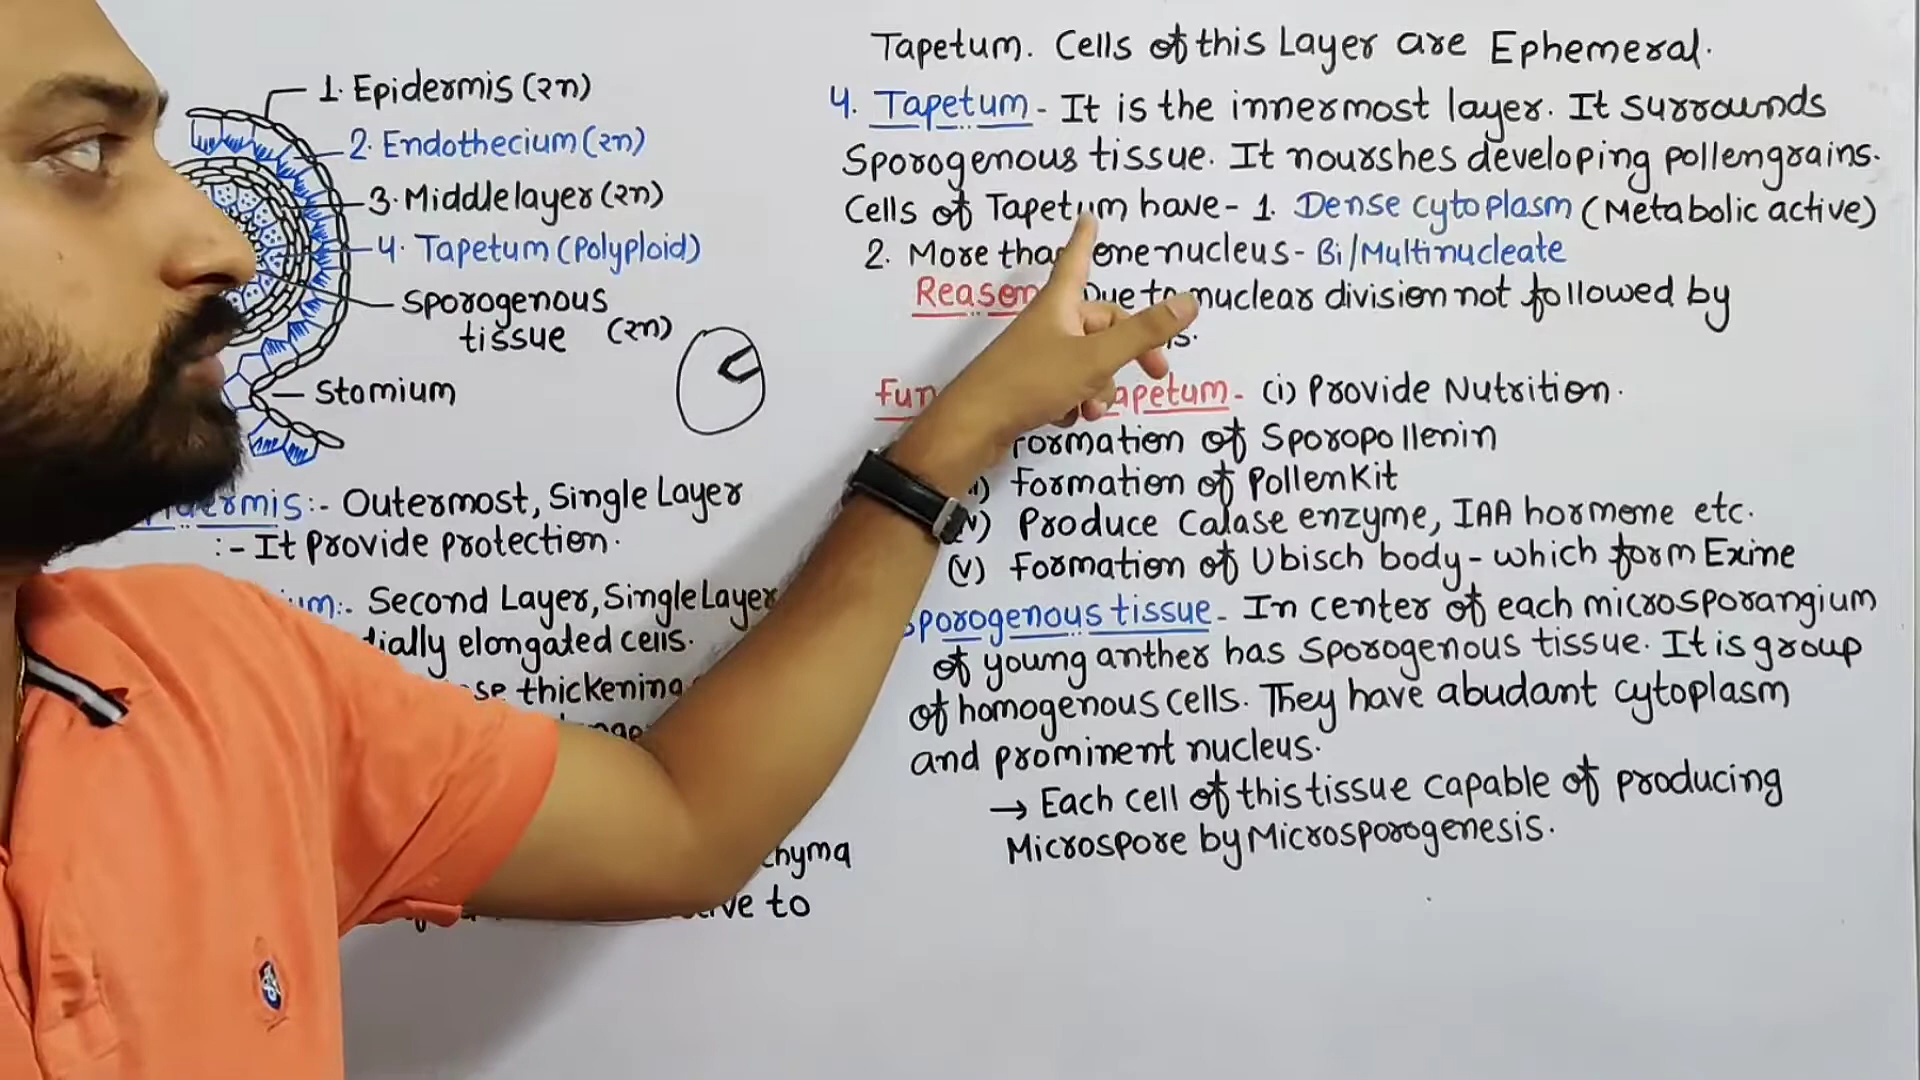 1. Epidermis (2n)
2. Endothecium (2n)
3. Middle layer (2n)
4. Tapetum (Polyploid)
Sporogenous
tissue (2n)
Stomium
Outermost, Single Layer
:- It provide protection.
Second Layer, Single Layer
elongated cells.
thickening
to
Tapetum. Cells of this Layer are Ephemeral.
4. Tapetum - It is the innermost layer. It surrounds
Sporogenous tissue. It nourshes developing pollengrains.
Cells of Tapetum have - 1. Dense cytoplasm (Metabolic active)
2. More than one nucleus - Bi/Multinucleate
Reason Due to nuclear division not followed by
Tapetum - (i) Provide Nutrition.
Formation of Sporopollenin
Formation of Pollenkit
Produce Calase enzyme, IAA hormone etc.
(v) Formation of Ubisch body - which form Exine
Sporogenous tissue - In center of each microsporangium
of young anther has sporogenous tissue. It is group
of homogenous cells. They have abudant cytoplasm
and prominent nucleus.
→ Each cell of this tissue capable of producing
Microspore by Microsporogenesis.